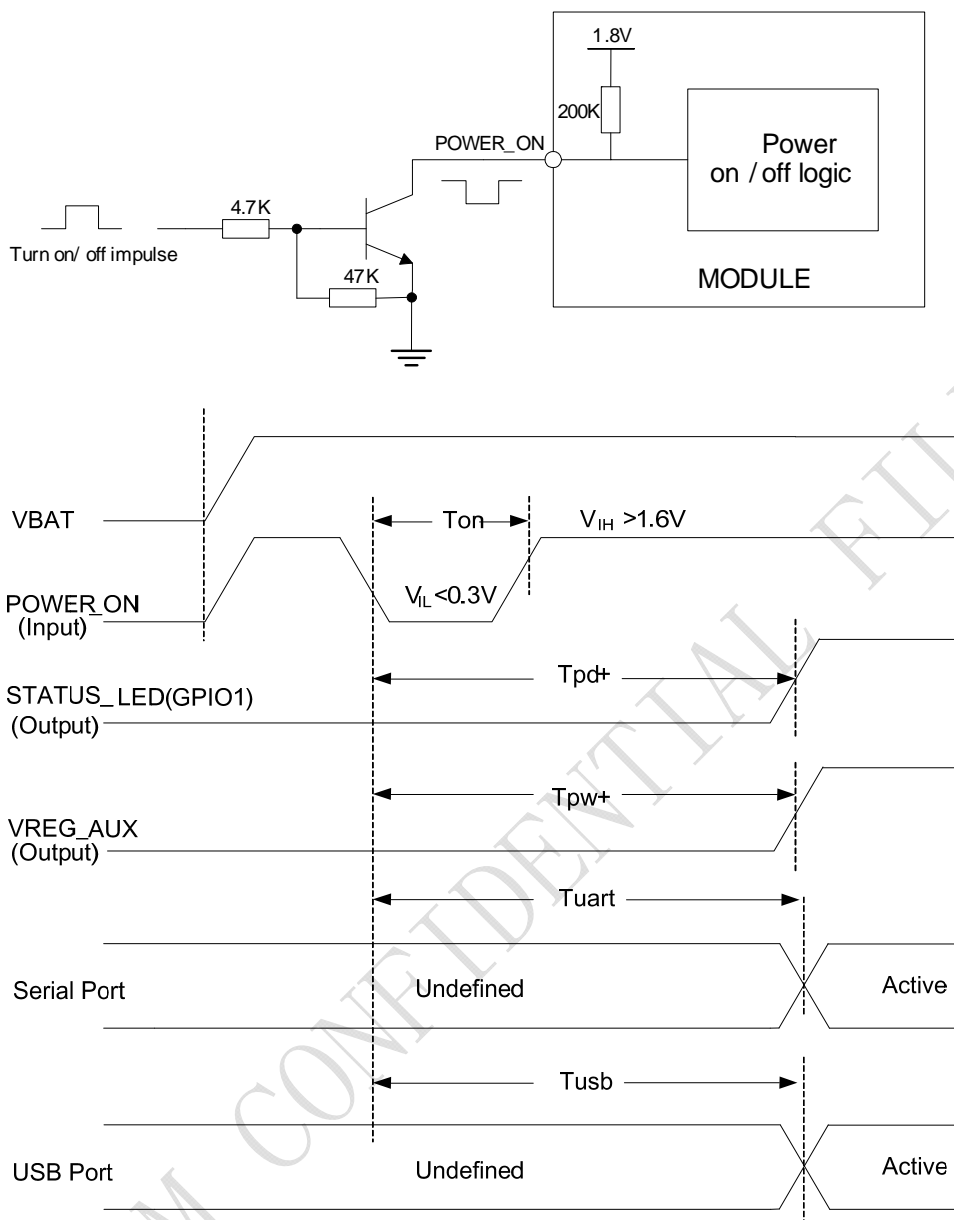 1.8V
200K
POWER_ON
Power
on / off logic
4.7K
Turn on/ off impulse
47K
MODULE
VBAT
Ton
VIH >1.6V
POWER_ON
(Input)
VIL<0.3V
Tpd+
STATUS_LED(GPIO1)
(Output)
Tpw+
VREG_AUX
(Output)
Tuart
Serial Port
Undefined
Active
Tusb
USB Port
Undefined
Active
M CONFIDENTIAL FIL